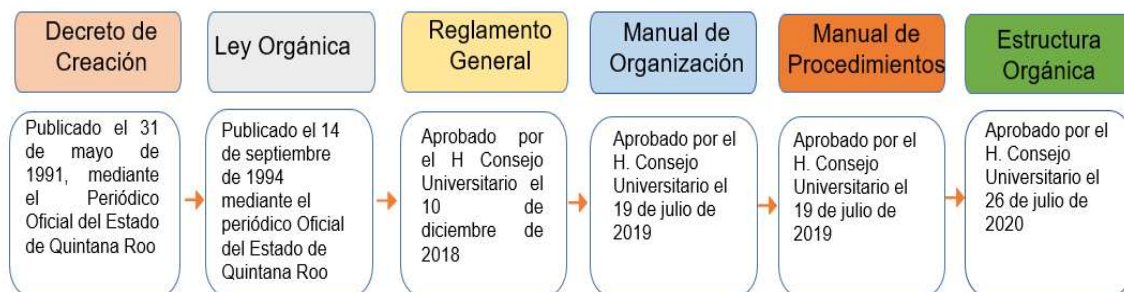 Decreto de
Creación
Ley Orgánica
Reglamento
General
Manual de
Organización
Manual de
Procedimientos
Estructura
Orgánica
Publicado el 31
de mayo de
1991, mediante
el Periódico
Oficial del Estado
de Quintana Roo
Publicado el 14
de septiembre
de 1994
mediante el
periódico Oficial
del Estado de
Quintana Roo
Aprobado por
el H Consejo
Universitario el
10 de
diciembre de
2018
Aprobado por el
H. Consejo
Universitario el
19 de julio de
2019
Aprobado por el
H. Consejo
Universitario el
19 de julio de
2019
Aprobado por el
H. Consejo
Universitario el
26 de julio de
2020